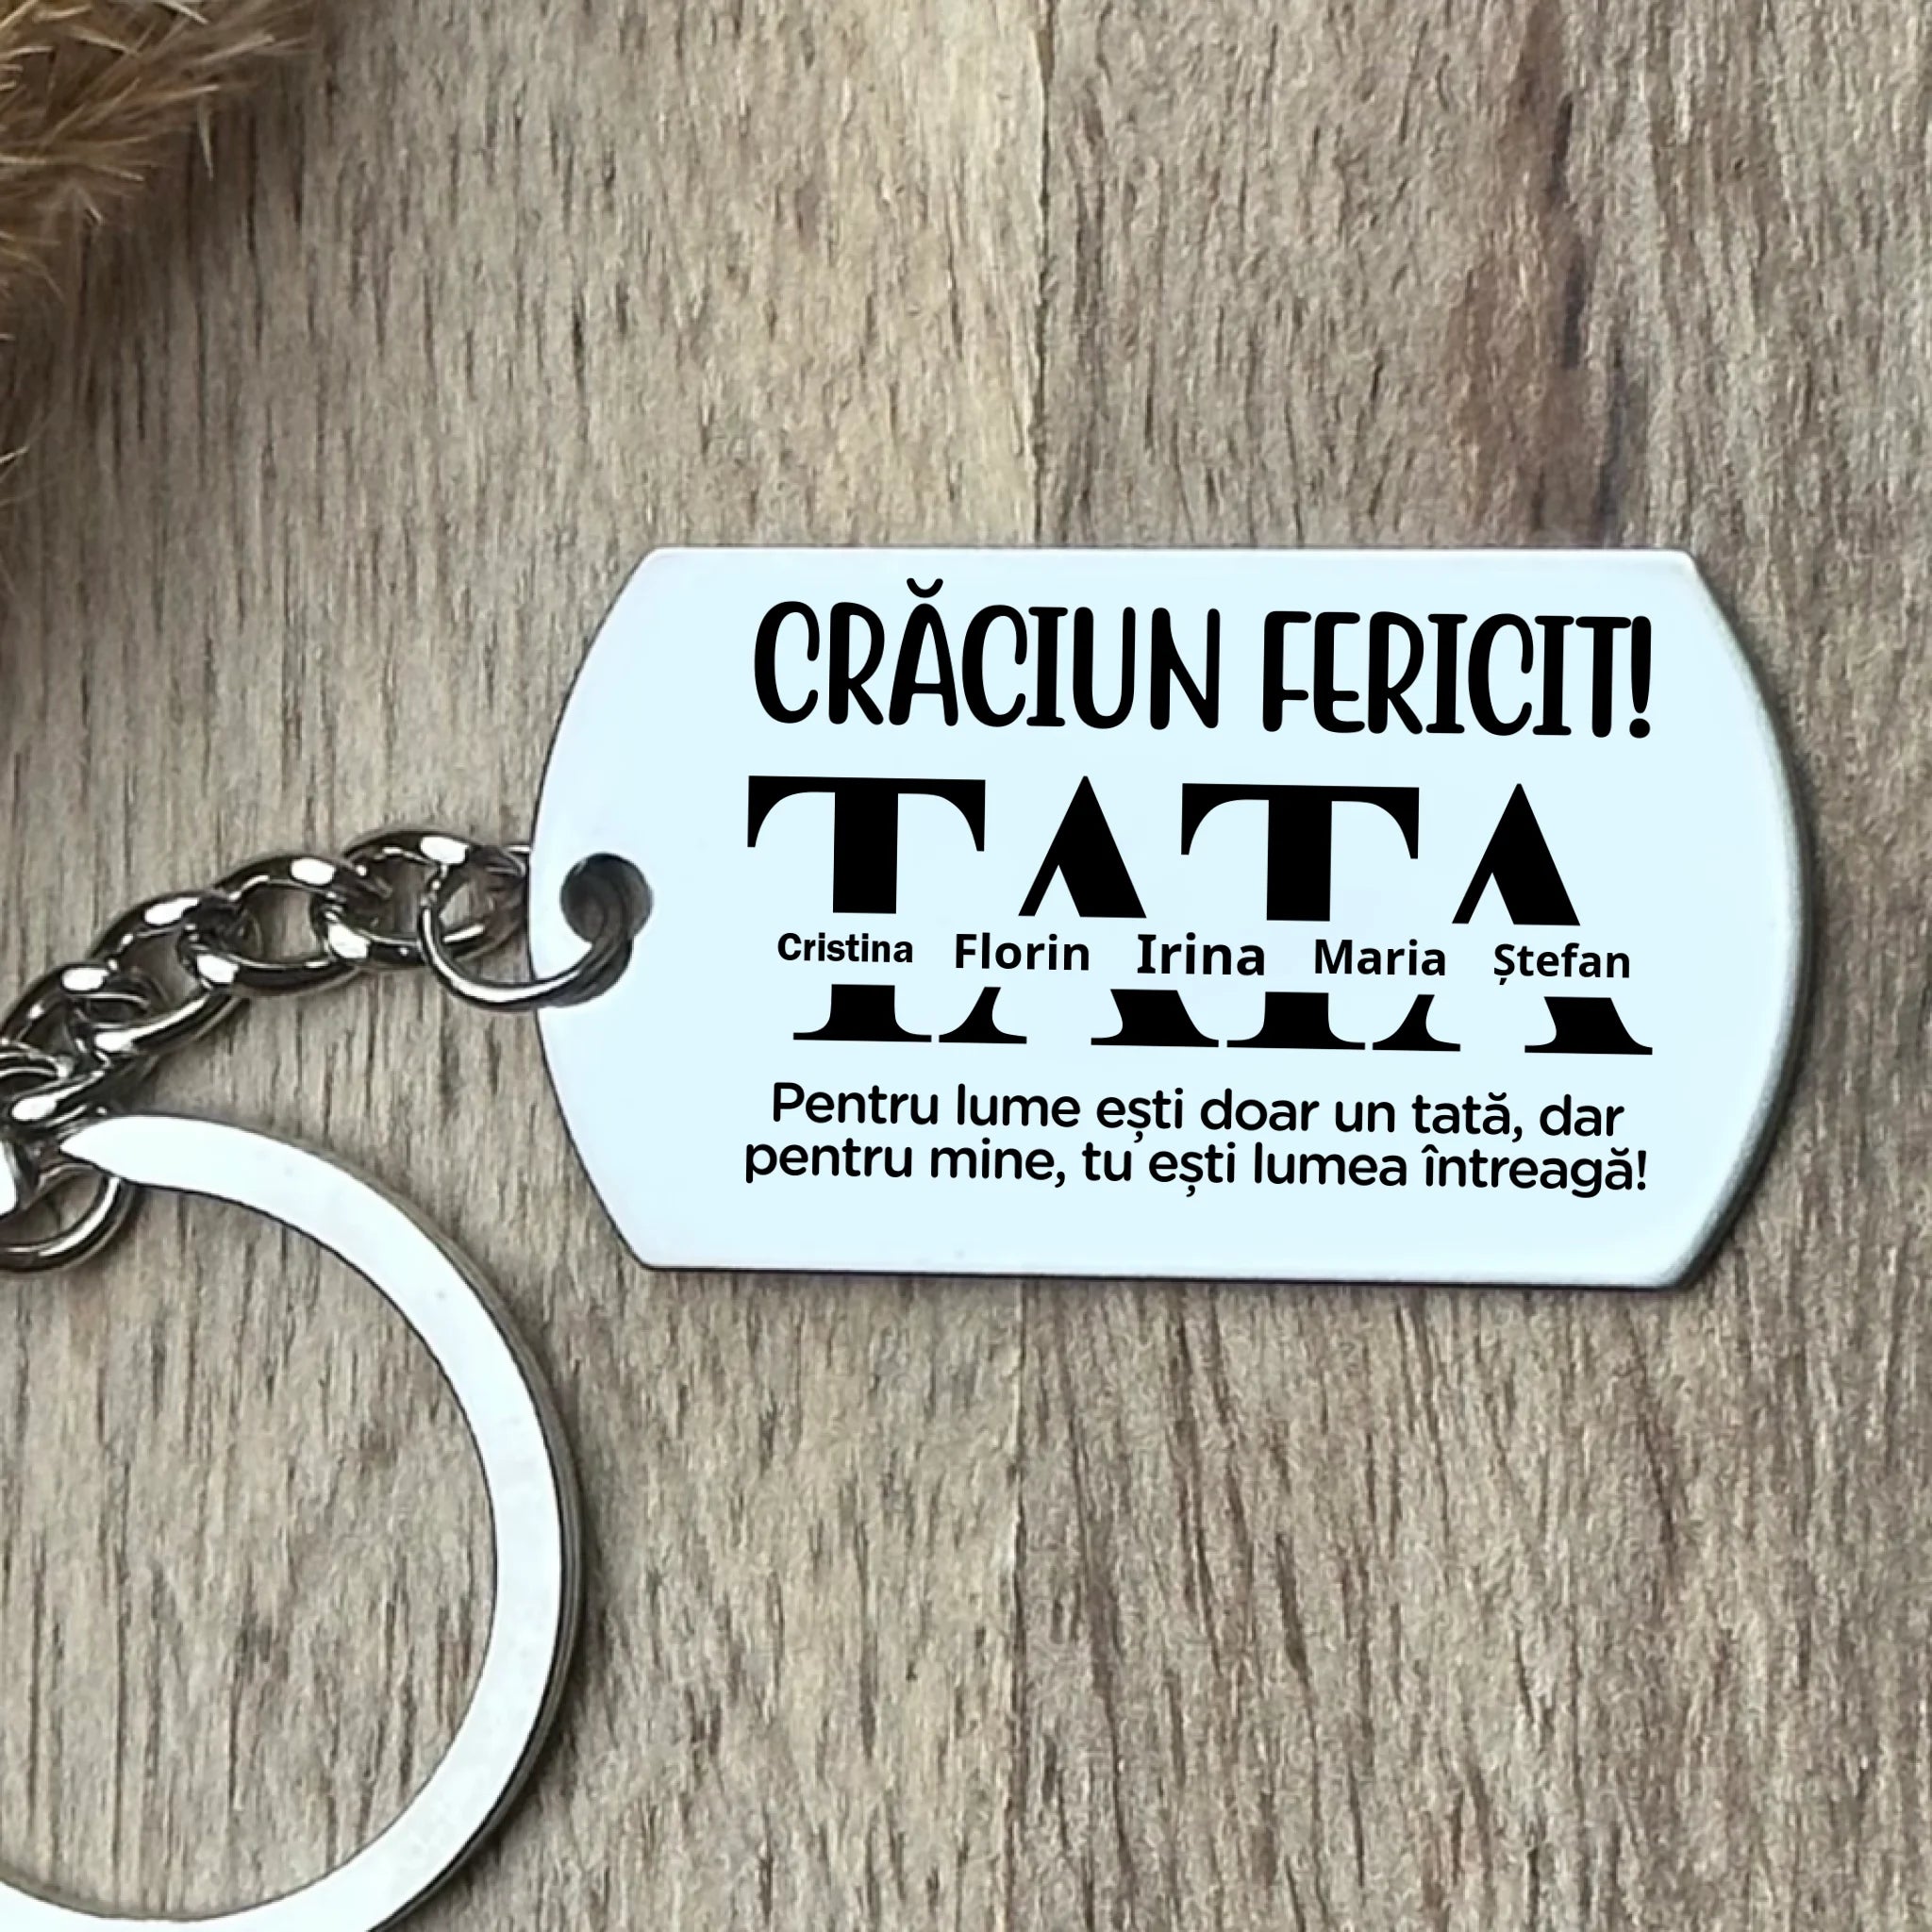 CRĂCIUN FERICIT!
TATA
Cristina Florin Irina Maria Ștefan
Pentru lume ești doar un tată, dar
pentru mine, tu ești lumea întreagă!